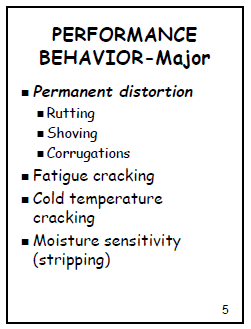 PERFORMANCE
BEHAVIOR-Major
■ Permanent distortion
■ Rutting
■ Shoving
■ Corrugations
■ Fatigue cracking
■ Cold temperature
cracking
■ Moisture sensitivity
(stripping)
5